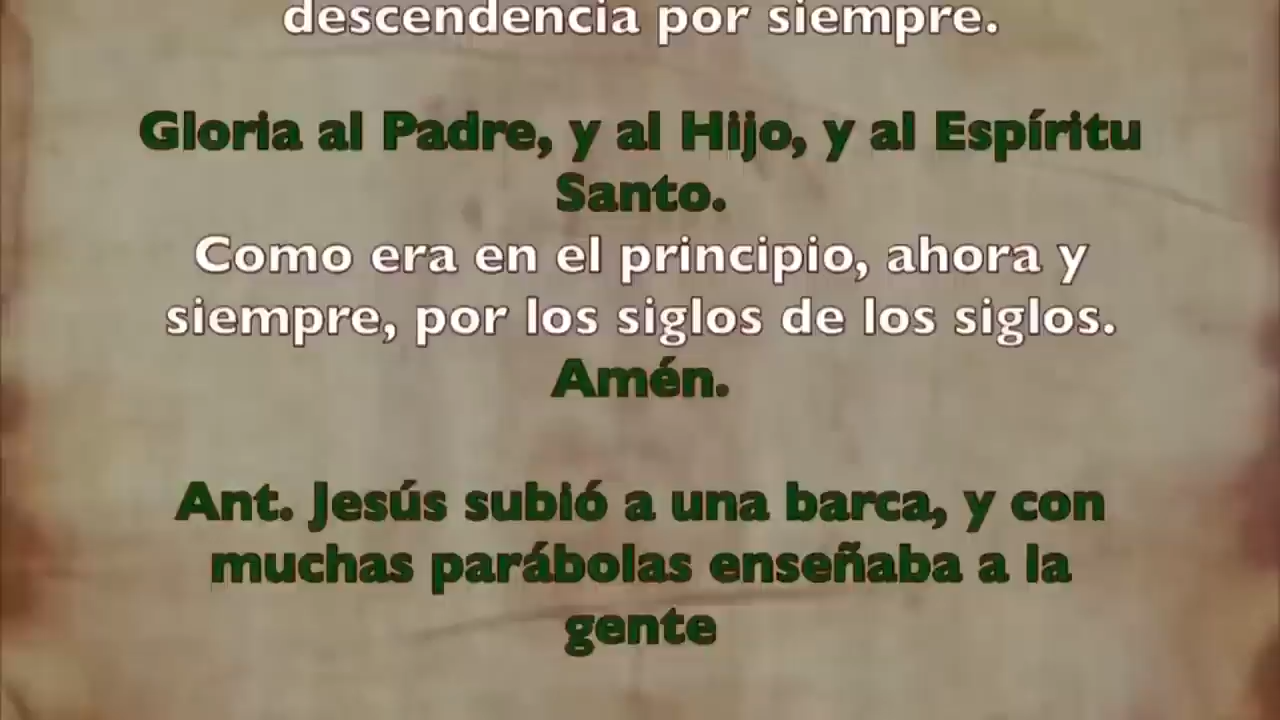 descendencia por siempre.
Gloria al Padre, y al Hijo, y al Espíritu
Santo.
Como era en el principio, ahora y
siempre, por los siglos de los siglos.
Amén.
Ant. Jesús subió a una barca, y con
muchas parábolas enseñaba a la
gente